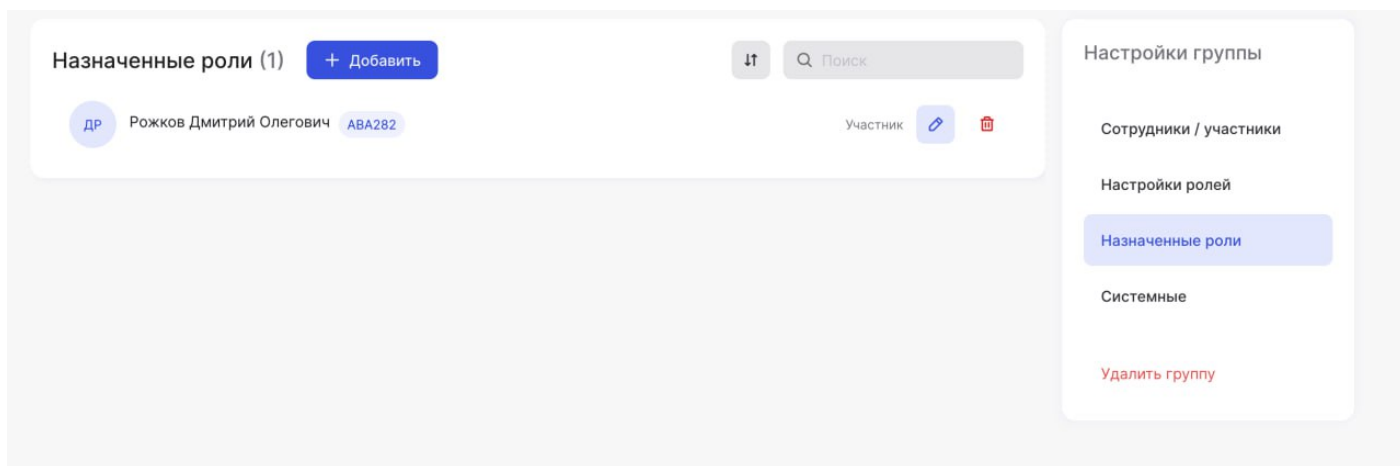 Назначенные роли (1)
+ Добавить
Поиск
ДР
Рожков Дмитрий Олегович
ABA282
Участник
Настройки группы
Сотрудники / участники
Настройки ролей
Назначенные роли
Системные
Удалить группу